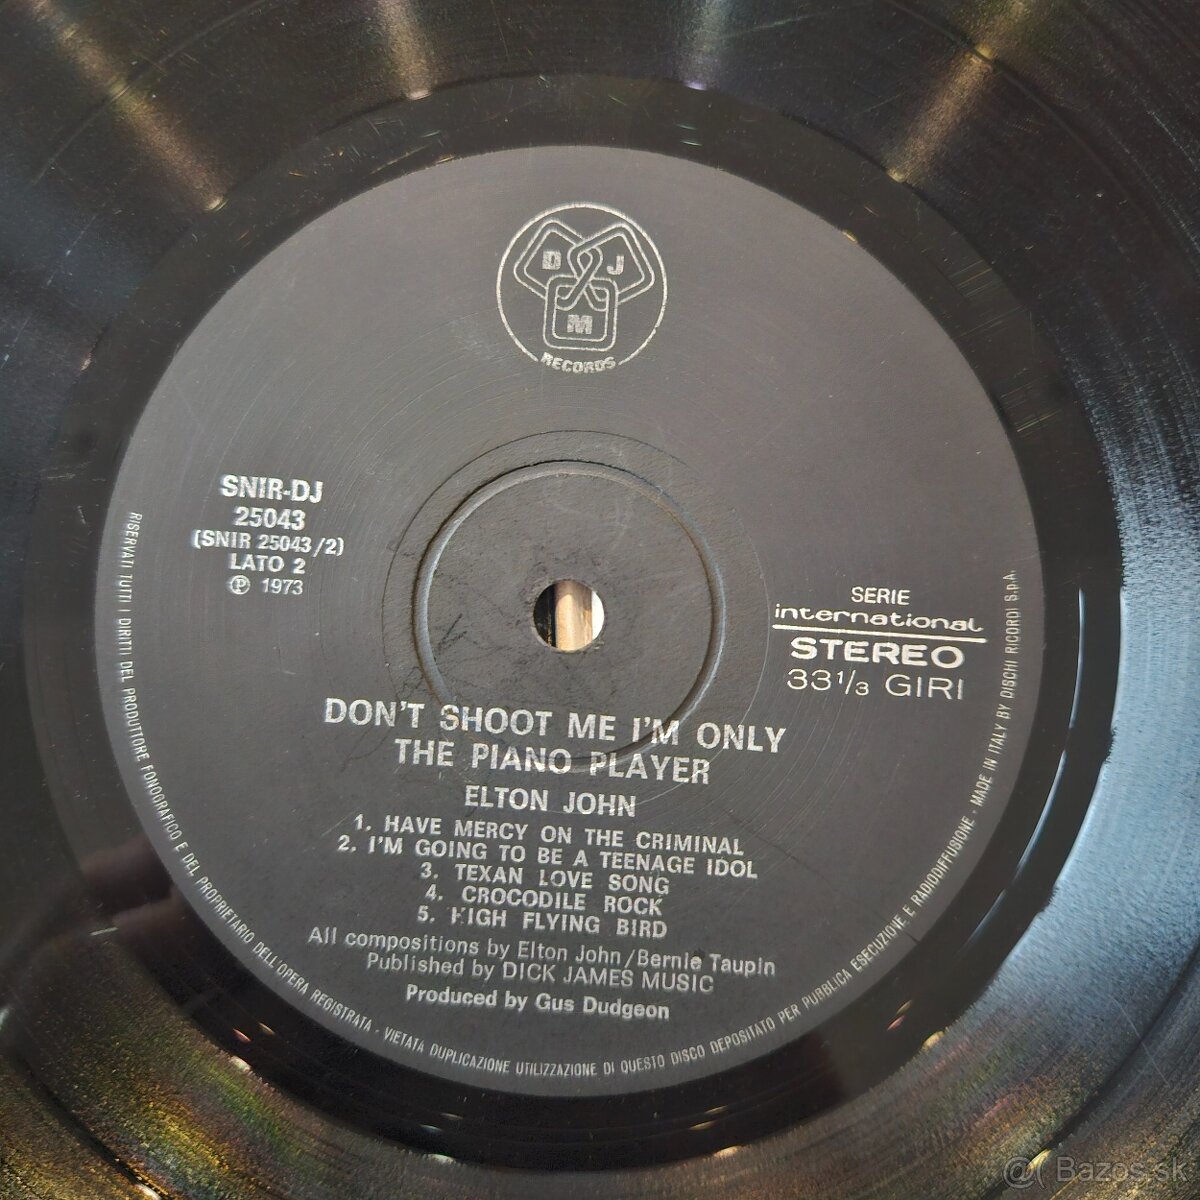 D J
M
RECORDS
SNIR-DJ
25043
(SNIR 25043/2)
LATO 2
Ⓟ 1973
SERIE
international
STEREO
33 1/3 GIRI
DON'T SHOOT ME I'M ONLY
THE PIANO PLAYER
ELTON JOHN
1. HAVE MERCY ON THE CRIMINAL
2. I'M GOING TO BE A TEENAGE IDOL
3. TEXAN LOVE SONG
4. CROCODILE ROCK
5. HIGH FLYING BIRD
All compositions by Elton John/Bernie Taupin
Published by DICK JAMES MUSIC
Produced by Gus Dudgeon
RISERVATI TUTTI I DIRITTI DEL PRODUTTORE FONOGRAFICO E DEL PROPRIETARIO DELL'OPERA REGISTRATA - VIETATA DUPLICAZIONE UTILIZZAZIONE DI QUESTO DISCO DEPOSITATO PER PUBBLICA ESECUZIONE E RADIODIFFUSIONE - MADE IN ITALY BY DISCHI RICORDI S.p.A.
@( Bazos.sk